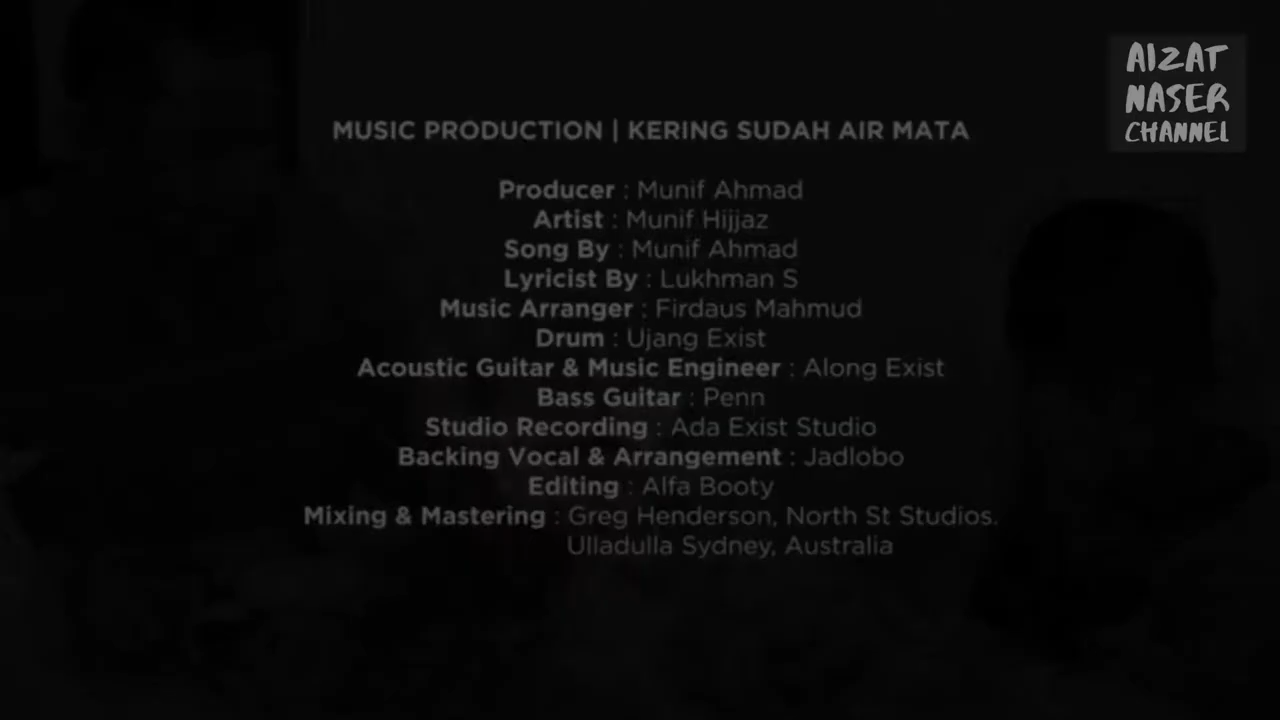 AIZAT
NASER
CHANNEL
MUSIC PRODUCTION | KERING SUDAH AIR MATA
Producer : Munif Ahmad
Artist : Munif Hijjaz
Song By : Munif Ahmad
Lyricist By : Lukhman S
Music Arranger : Firdaus Mahmud
Drum : Ujang Exist
Acoustic Guitar & Music Engineer : Along Exist
Bass Guitar : Penn
Studio Recording : Ada Exist Studio
Backing Vocal & Arrangement : Jadlobo
Editing : Alfa Booty
Mixing & Mastering : Greg Henderson, North St Studios.
Ulladulla Sydney, Australia